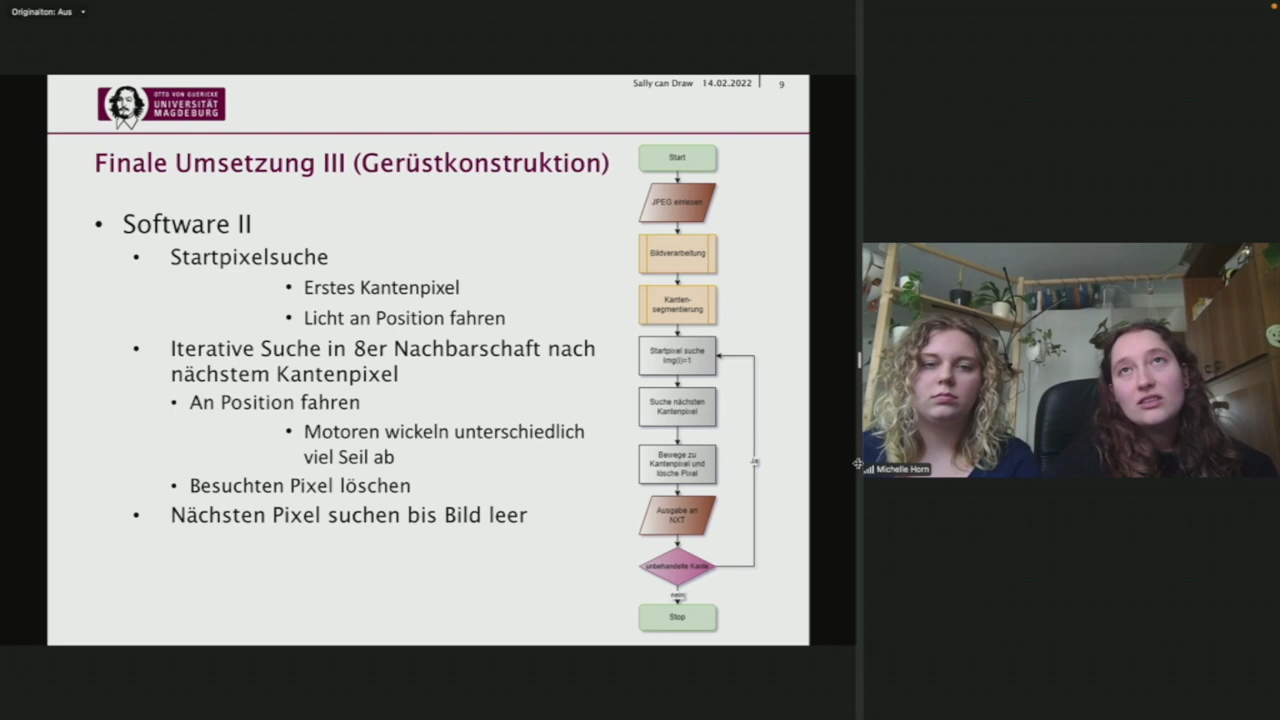 Originalton: Aus
Sally can Draw 14.02.2022 9
OTTO VON GUERICKE
UNIVERSITÄT
MAGDEBURG
Finale Umsetzung III (Gerüstkonstruktion)
• Software II
• Startpixelsuche
• Erstes Kantenpixel
• Licht an Position fahren
• Iterative Suche in 8er Nachbarschaft nach
nächstem Kantenpixel
• An Position fahren
• Motoren wickeln unterschiedlich
viel Seil ab
• Besuchten Pixel löschen
• Nächsten Pixel suchen bis Bild leer
Start
JPEG einlesen
Bildverarbeitung
Kanten-
segmentierung
Startpixel suche
Img(i)=1
Suche nächsten
Kantenpixel
Bewege zu
Kantenpixel und
lösche Pixel
Ausgabe an
NXT
unbehandelte Kante
Ja
nein
Stop
Michelle Horn